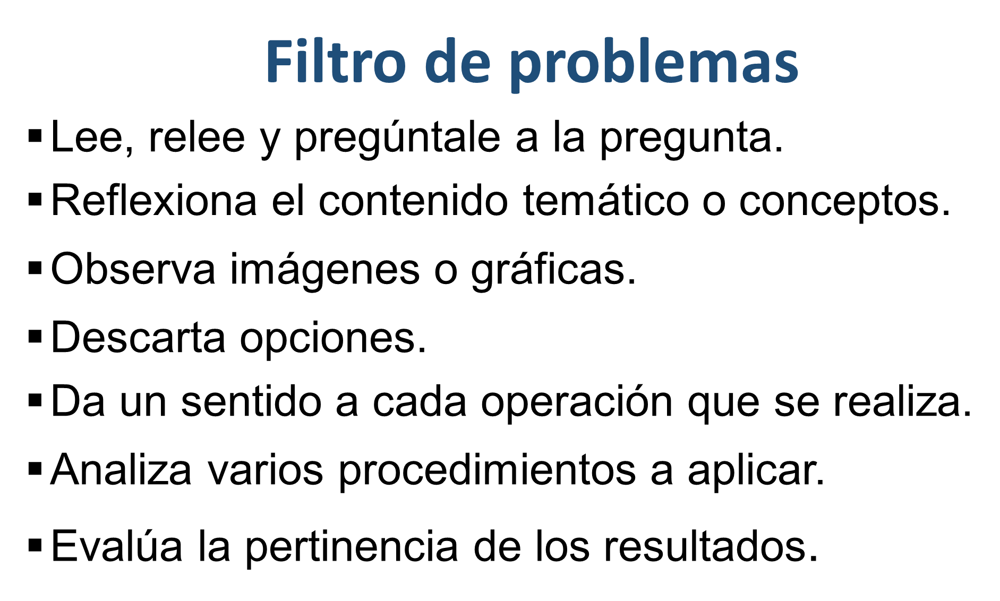 Filtro de problemas
▪Lee, relee y pregúntale a la pregunta.
▪Reflexiona el contenido temático o conceptos.
▪Observa imágenes o gráficas.
▪Descarta opciones.
▪Da un sentido a cada operación que se realiza.
▪Analiza varios procedimientos a aplicar.
▪Evalúa la pertinencia de los resultados.